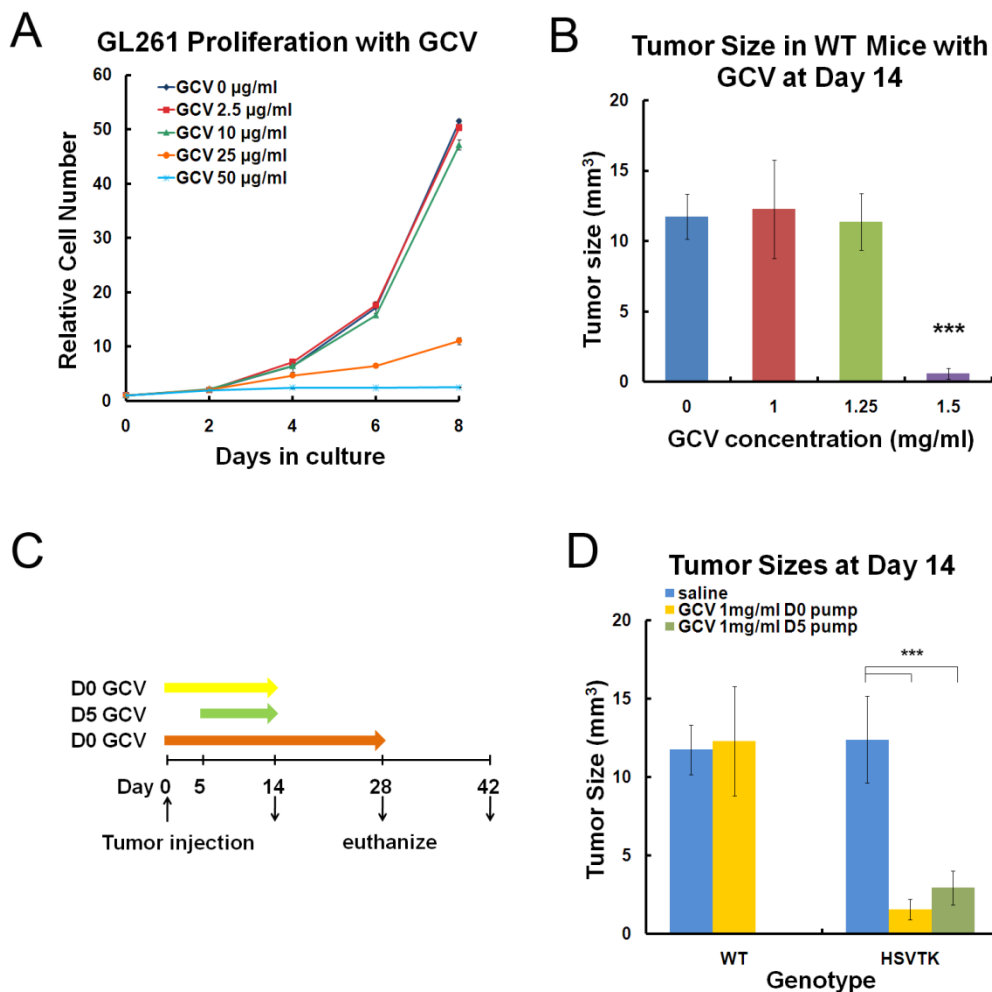 A
GL261 Proliferation with GCV
60
50
40
30
20
10
0
GCV 0 µg/ml
GCV 2.5 µg/ml
GCV 10 µg/ml
GCV 25 µg/ml
GCV 50 µg/ml
Relative Cell Number
0 2 4 6 8
Days in culture
B
Tumor Size in WT Mice with
GCV at Day 14
20
15
10
5
0
Tumor size (mm³)
***
0 1 1.25 1.5
GCV concentration (mg/ml)
C
D0 GCV
D5 GCV
D0 GCV
Day 0 5 14 28 42
Tumor injection euthanize
D
Tumor Sizes at Day 14
saline
GCV 1mg/ml D0 pump
GCV 1mg/ml D5 pump
20
15
10
5
0
Tumor Size (mm³)
***
WT HSVTK
Genotype